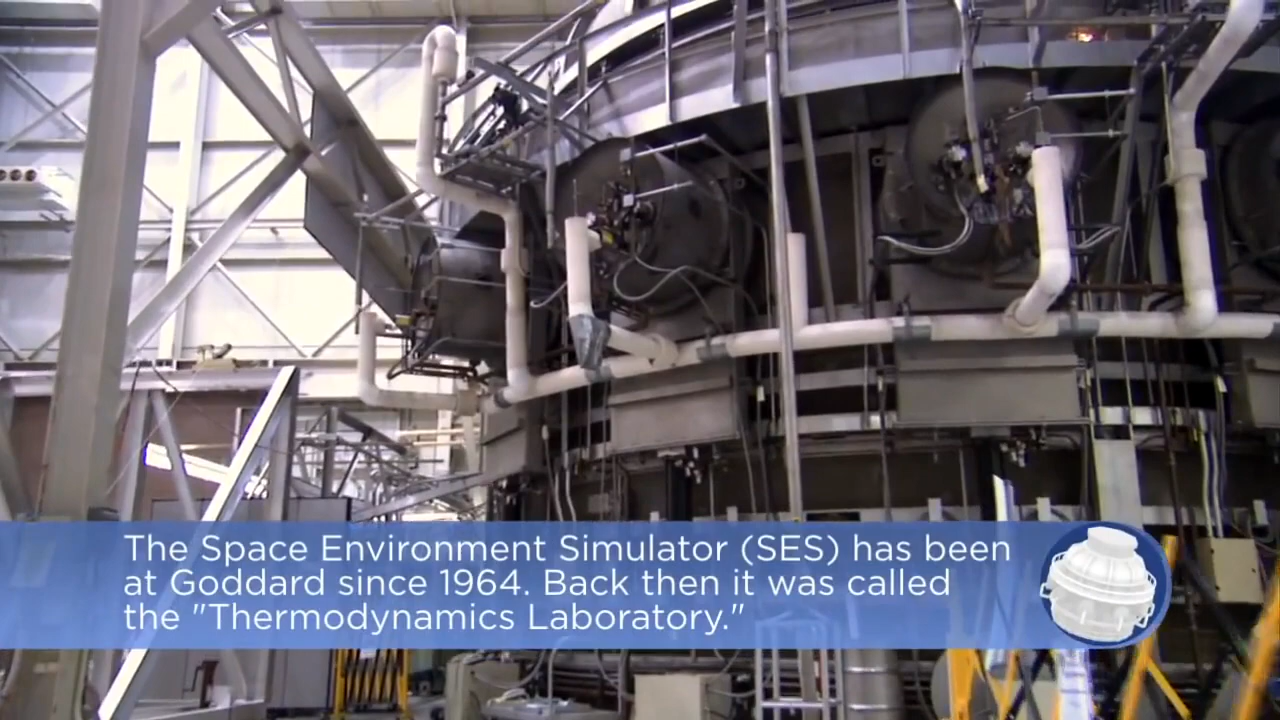 The Space Environment Simulator (SES) has been
at Goddard since 1964. Back then it was called
the "Thermodynamics Laboratory."